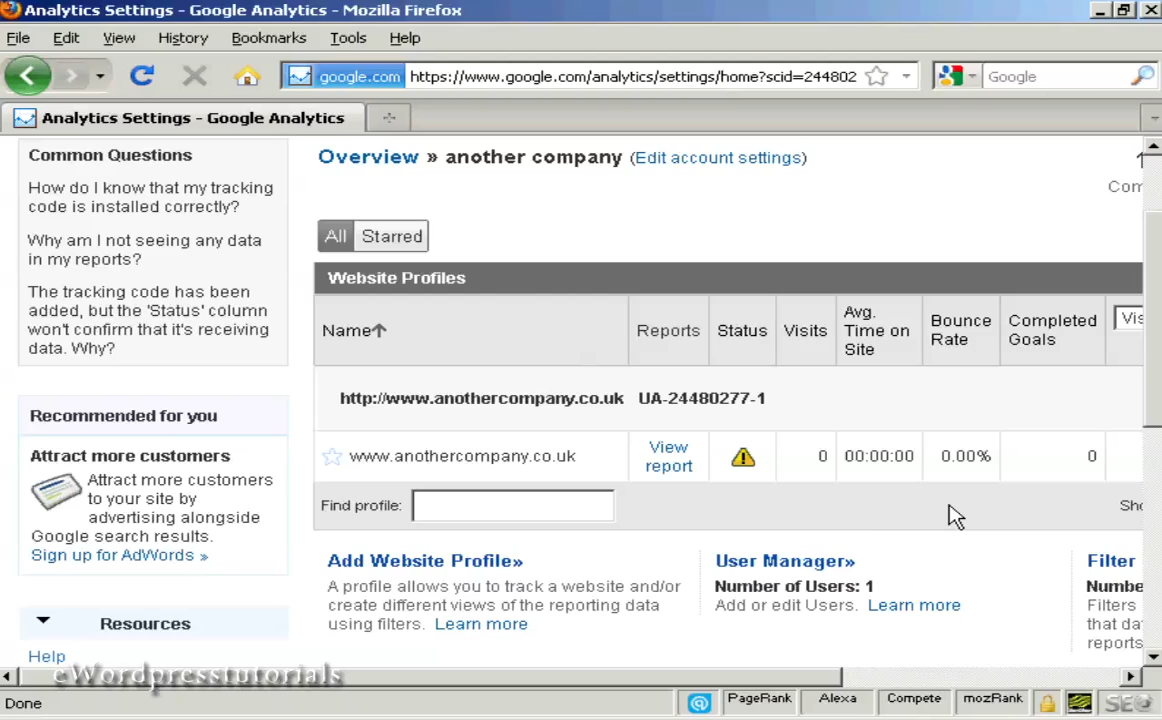 Analytics Settings - Google Analytics - Mozilla Firefox
File Edit View History Bookmarks Tools Help
google.com https://www.google.com/analytics/settings/home?scid=244802 Google
Analytics Settings - Google Analytics
Common Questions
How do I know that my tracking
code is installed correctly?
Why am I not seeing any data
in my reports?
The tracking code has been
added, but the 'Status' column
won't confirm that it's receiving
data. Why?
Recommended for you
Attract more customers
Attract more customers
to your site by
advertising alongside
Google search results.
Sign up for AdWords »
Resources
Help
Overview » another company (Edit account settings)
Com
All Starred
Website Profiles
Name Reports Status Visits Avg. Time on Site Bounce Rate Completed Goals Vis
http://www.anothercompany.co.uk UA-24480277-1
www.anothercompany.co.uk View report 0 00:00:00 0.00% 0
Find profile: Sho
Add Website Profile»
A profile allows you to track a website and/or
create different views of the reporting data
using filters. Learn more
User Manager»
Number of Users: 1
Add or edit Users. Learn more
Filter
Numbe
Filters
that da
reports
eWordpresstutorials
Done PageRank Alexa Compete mozRank SEO